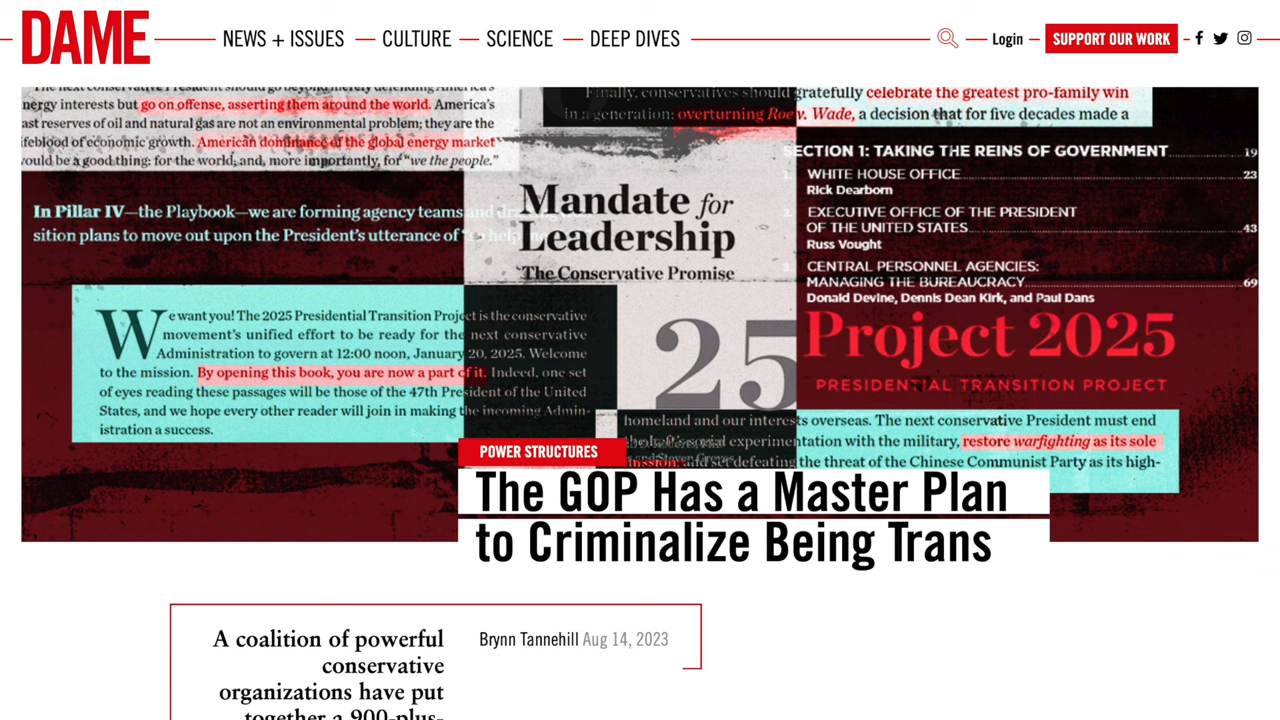 DAME
NEWS + ISSUES
CULTURE
SCIENCE
DEEP DIVES
Login
SUPPORT OUR WORK
nergy interests but go on offense, asserting them around the world. America's
ast reserves of oil and natural gas are not an environmental problem; they are the
ifeblood of economic growth. American dominance of the global energy market
vould be a good thing: for the world, and, more importantly, for "we the people."
Finally, conservatives should gratefully celebrate the greatest pro-family win
in a generation: overturning Roe v. Wade, a decision that for five decades made a
In Pillar IV—the Playbook—we are forming agency teams and
sition plans to move out upon the President's utterance of
Mandate for
Leadership
The Conservative Promise
25
SECTION 1: TAKING THE REINS OF GOVERNMENT 19
WHITE HOUSE OFFICE 23
Rick Dearborn
EXECUTIVE OFFICE OF THE PRESIDENT
OF THE UNITED STATES 43
Russ Vought
CENTRAL PERSONNEL AGENCIES:
MANAGING THE BUREAUCRACY 69
Donald Devine, Dennis Dean Kirk, and Paul Dans
Project 2025
PRESIDENTIAL TRANSITION PROJECT
We want you! The 2025 Presidential Transition Project is the conservative
movement's unified effort to be ready for the next conservative
Administration to govern at 12:00 noon, January 20, 2025. Welcome
to the mission. By opening this book, you are now a part of it. Indeed, one set
of eyes reading these passages will be those of the 47th President of the United
States, and we hope every other reader will join in making the incoming Admin-
istration a success.
homeland and our interests overseas. The next conservative President must end
the Left's social experimentation with the military, restore warfighting as its sole
mission, and set defeating the threat of the Chinese Communist Party as its high-
POWER STRUCTURES
The GOP Has a Master Plan
to Criminalize Being Trans
A coalition of powerful
conservative
organizations have put
together a 900-plus-
Brynn Tannehill Aug 14, 2023